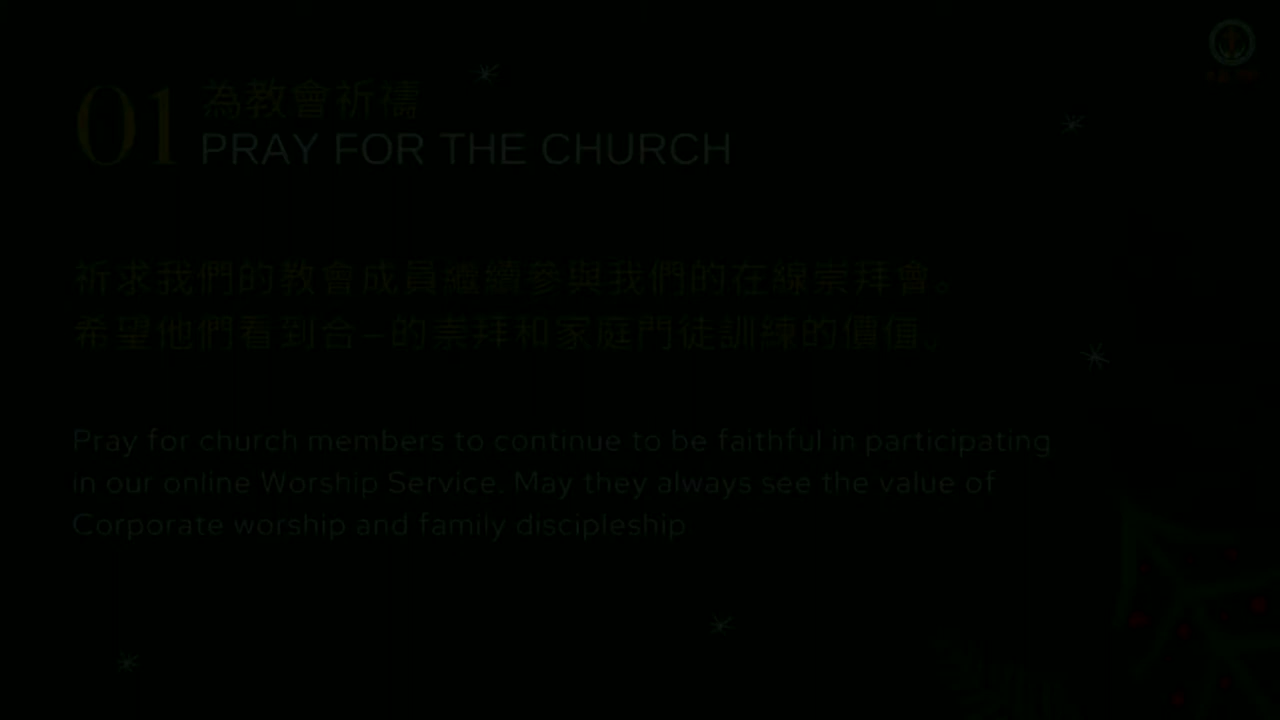 01
為教會祈禱
PRAY FOR THE CHURCH
祈求我們的教會成員繼續參與我們的在線崇拜會。
希望他們看到合一的崇拜和家庭門徒訓練的價值、
Pray for church members to continue to be faithful in participating
in our online Worship Service. May they always see the value of
Corporate worship and family discipleship